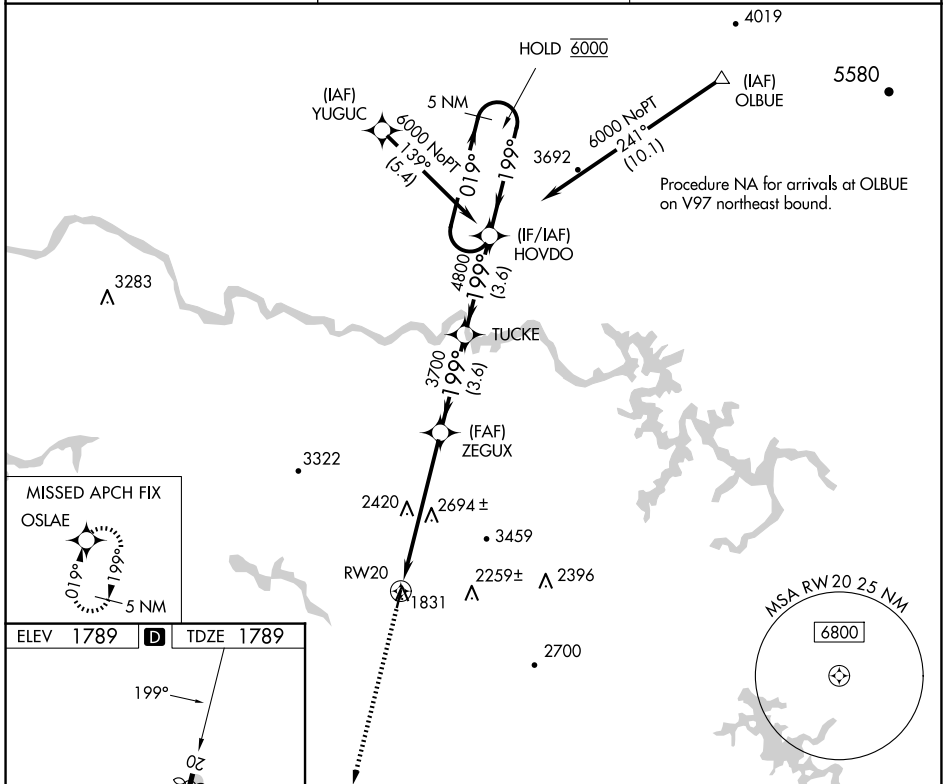 4019
HOLD 6000
5580
(IAF)
OLBUE
(IAF)
YUGUC
5 NM
6000 NoPT
139°
(5.4)
019°
199°
6000 NoPT
241°
(10.1)
3692
Procedure NA for arrivals at OLBUE
on V97 northeast bound.
(IF/IAF)
HOVDO
4800
199°
(3.6)
3283
TUCKE
3700
199°
(3.6)
(FAF)
ZEGUX
3322
MISSED APCH FIX
OSLAE
019°
199°
5 NM
2420
2694 ±
3459
RW20
1831
2259±
2396
MSA RW 20 25 NM
6800
2700
ELEV 1789 D TDZE 1789
199°
20